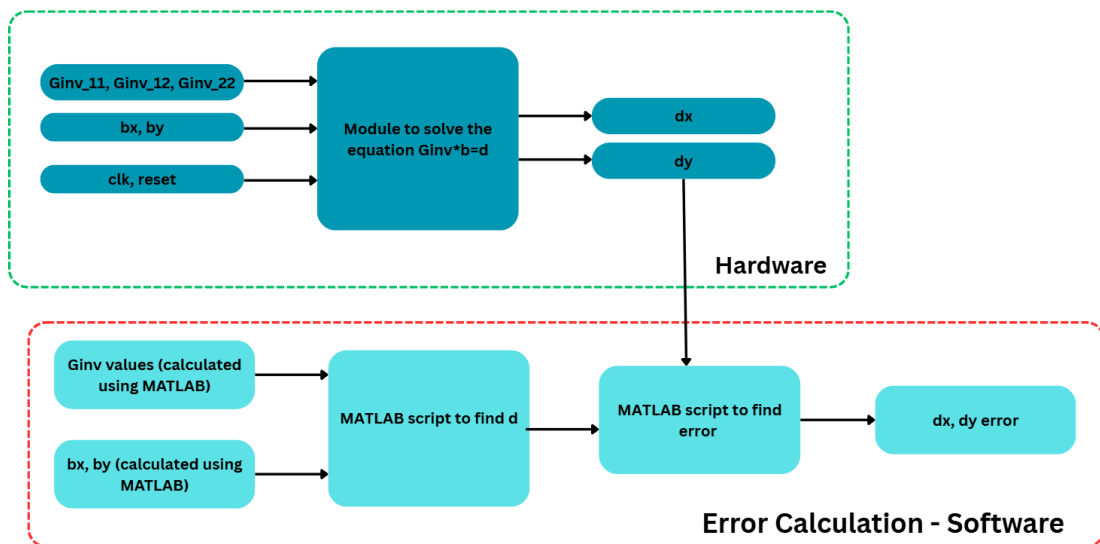 Ginv_11, Ginv_12, Ginv_22
bx, by
clk, reset
Module to solve the
equation Ginv*b=d
dx
dy
Hardware
Ginv values (calculated
using MATLAB)
bx, by (calculated using
MATLAB)
MATLAB script to find d
MATLAB script to find
error
dx, dy error
Error Calculation - Software